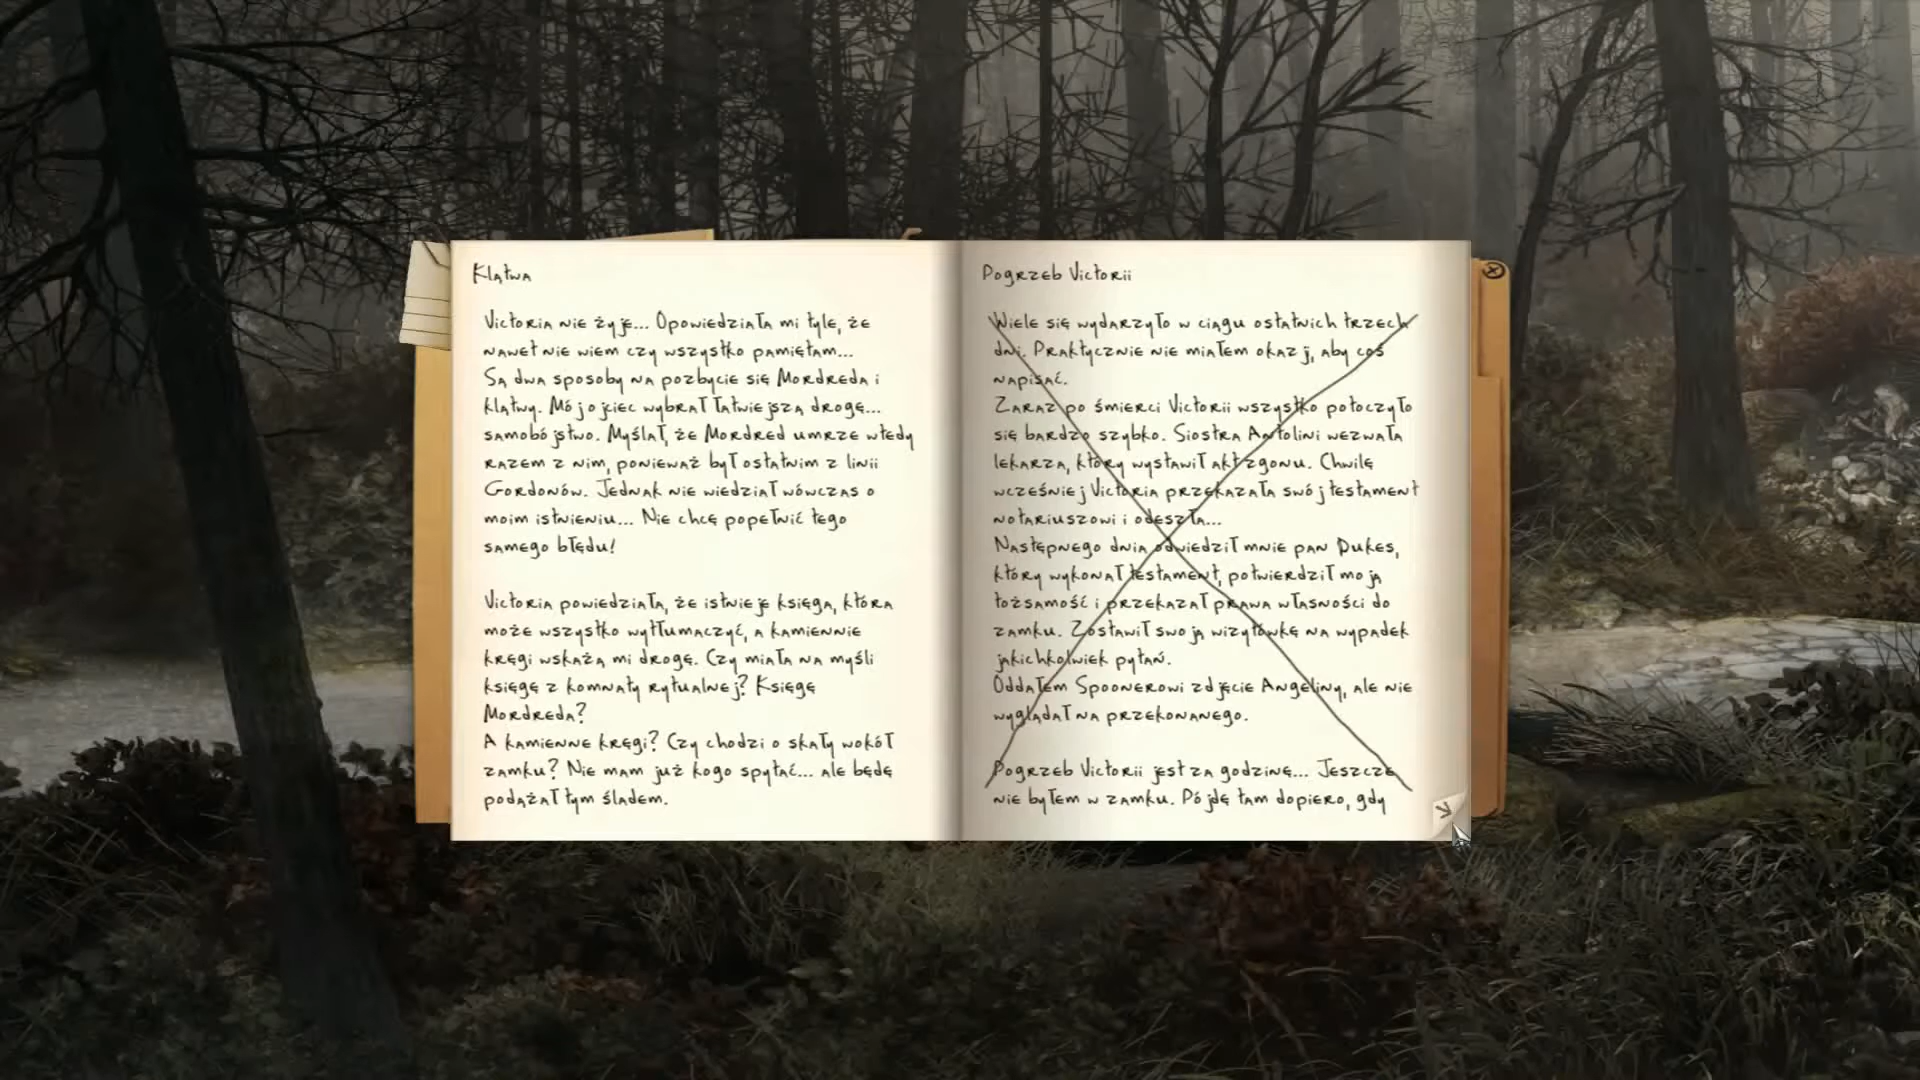 Klątwa
Victoria nie żyje... Opowiedziała mi tyle, że
nawet nie wiem czy wszystko pamiętam...
Są dwa sposoby na pozbycie się Mordreda i
klątwy. Mój ojciec wybrał łatwiejszą drogę...
samobójstwo. Myślał, że Mordred umrze wtedy
razem z nim, ponieważ był ostatnim z linii
Gordonów. Jednak nie wiedział wówczas o
moim istnieniu... Nie chcę popełnić tego
samego błędu!
Victoria powiedziała, że istnieje księga, która
może wszystko wytłumaczyć, a kamiennie
kręgi wskażą mi drogę. Czy miała na myśli
księgę z komnaty rytualnej? Księgę
Mordreda?
A kamienne kręgi? Czy chodzi o skały wokół
zamku? Nie mam już kogo spytać... ale będę
podążał tym śladem.
Pogrzeb Victorii
Wiele się wydarzyło w ciągu ostatnich trzech
dni. Praktycznie nie miałem okazj, aby coś
napisać.
Zaraz po śmierci Victorii wszystko potoczyło
się bardzo szybko. Siostra Antolini wezwała
lekarza, który wystawił akt zgonu. Chwilę
wcześniej Victoria przekazała swój testament
notariuszowi i odeszła...
Następnego dnia odwiedził mnie pan Dukes,
który wykonał testament, potwierdził moją
tożsamość i przekazał prawa własności do
zamku. Zostawił swoją wizytówkę na wypadek
jakichkolwiek pytań.
Oddałem Spoonerowi zdjęcie Angeliny, ale nie
wyglądał na przekonanego.
Pogrzeb Victorii jest za godzinę... Jeszcze
nie byłem w zamku. Pójdę tam dopiero, gdy